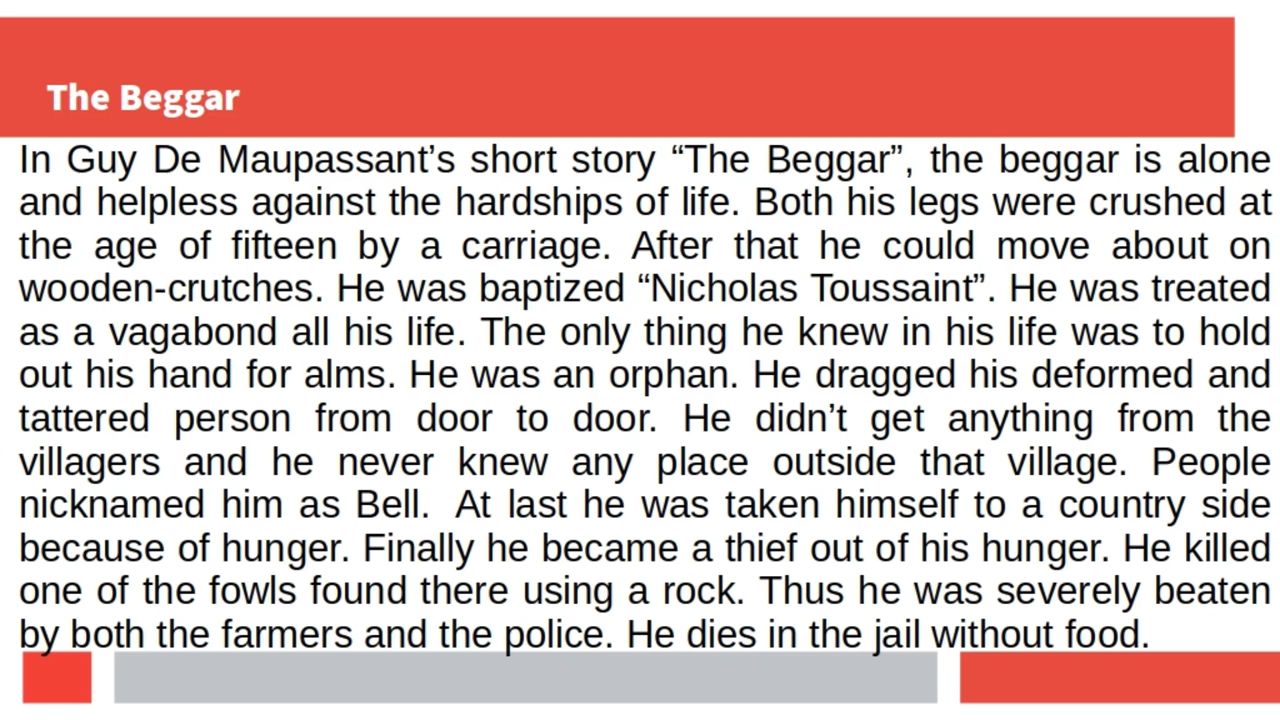 The Beggar
In Guy De Maupassant’s short story “The Beggar”, the beggar is alone
and helpless against the hardships of life. Both his legs were crushed at
the age of fifteen by a carriage. After that he could move about on
wooden-crutches. He was baptized “Nicholas Toussaint”. He was treated
as a vagabond all his life. The only thing he knew in his life was to hold
out his hand for alms. He was an orphan. He dragged his deformed and
tattered person from door to door. He didn’t get anything from the
villagers and he never knew any place outside that village. People
nicknamed him as Bell.  At last he was taken himself to a country side
because of hunger. Finally he became a thief out of his hunger. He killed
one of the fowls found there using a rock. Thus he was severely beaten
by both the farmers and the police. He dies in the jail without food.